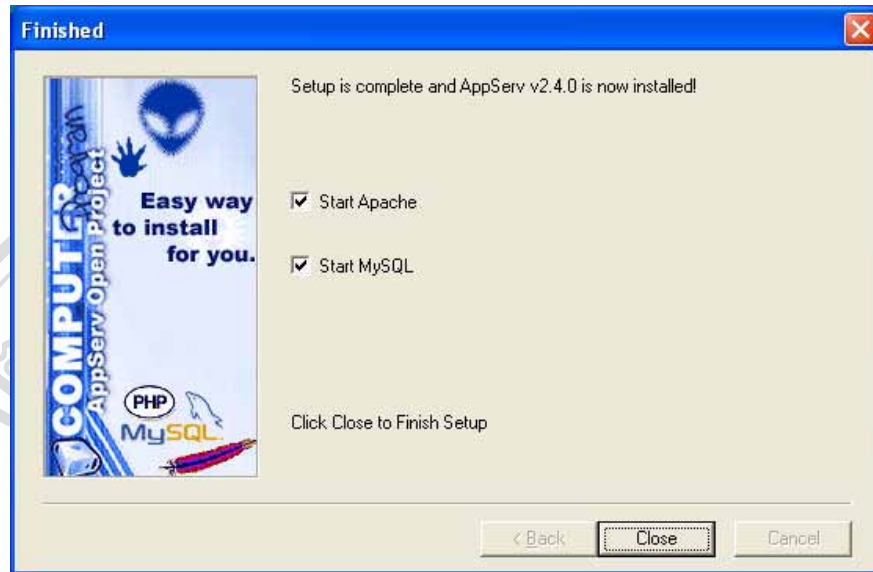 Finished
Setup is complete and AppServ v2.4.0 is now installed!
COMPUTER
Program
AppServ Open Project
Easy way
to install
for you.
Start Apache
Start MySQL
PHP
MySQL
Click Close to Finish Setup
< Back
Close
Cancel